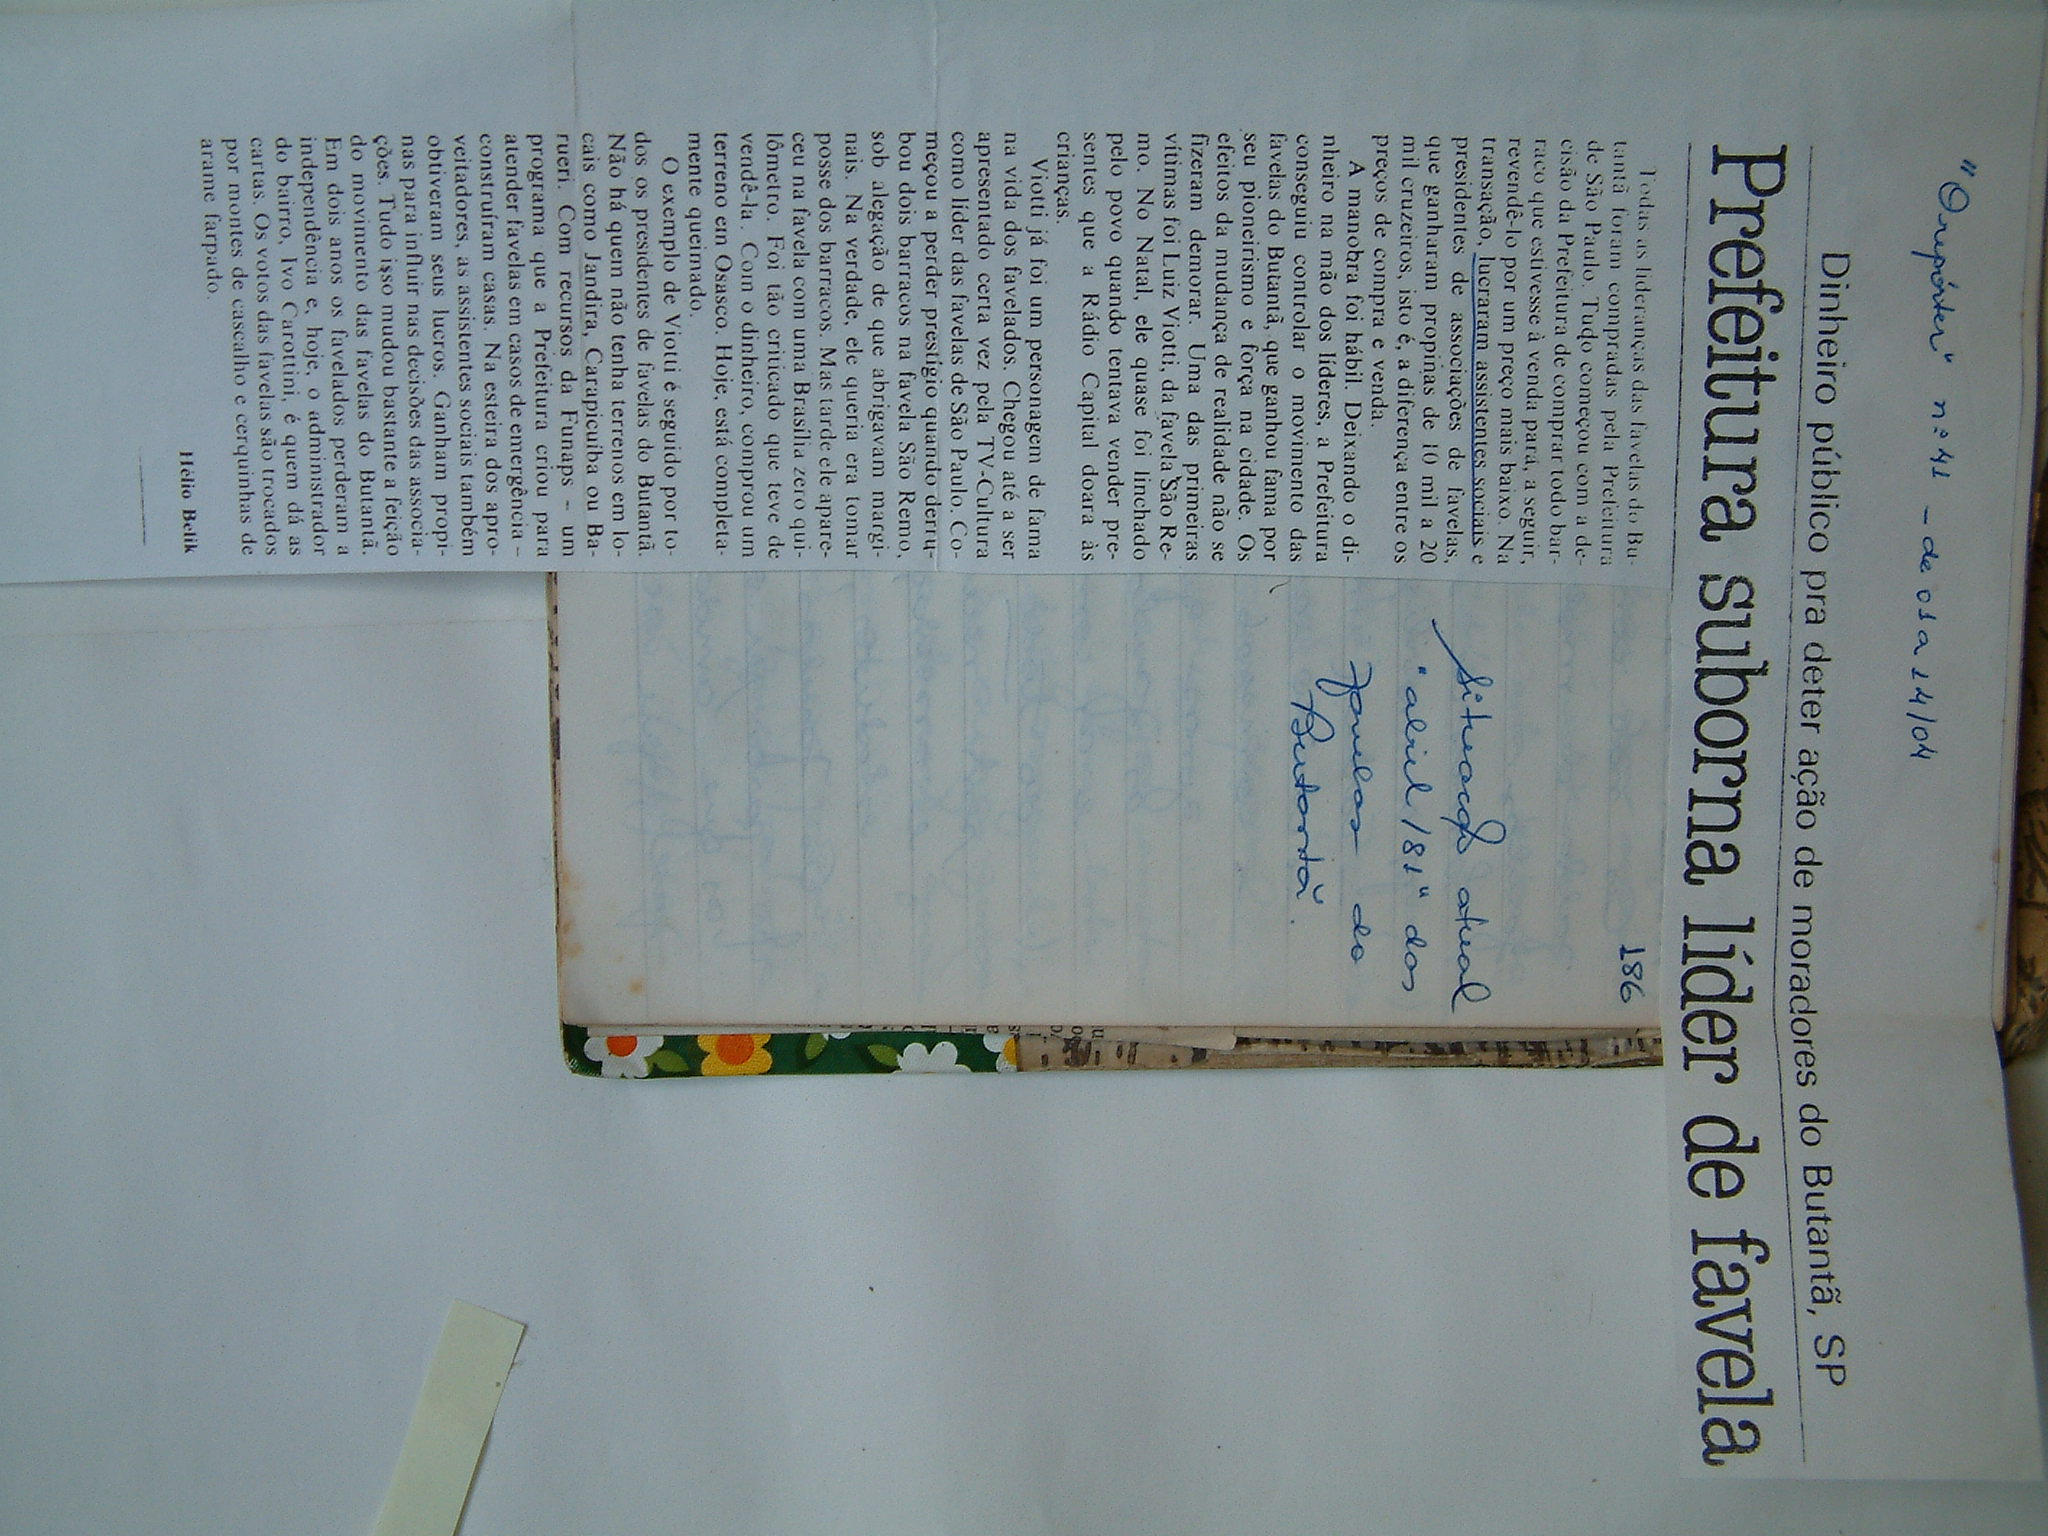 "O repórter" nº 41 - de 01 a 14/04
Dinheiro público pra deter ação de moradores do Butantã, SP
Prefeitura suborna líder de favela
Todas as lideranças das favelas do Bu-
tantã foram compradas pela Prefeitura
de São Paulo. Tudo começou com a de-
cisão da Prefeitura de comprar todo bar-
raco que estivesse à venda para, a seguir,
revendê-lo por um preço mais baixo. Na
transação, lucraram assistentes sociais e
presidentes de associações de favelas,
que ganharam propinas de 10 mil a 20
mil cruzeiros, isto é, a diferença entre os
preços de compra e venda.
A manobra foi hábil. Deixando o di-
nheiro na mão dos líderes, a Prefeitura
conseguiu controlar o movimento das
favelas do Butantã, que ganhou fama por
seu pioneirismo e força na cidade. Os
efeitos da mudança de realidade não se
fizeram demorar. Uma das primeiras
vítimas foi Luiz Viotti, da favela São Re-
mo. No Natal, ele quase foi linchado
pelo povo quando tentava vender pre-
sentes que a Rádio Capital doara às
crianças.
Viotti já foi um personagem de fama
na vida dos favelados. Chegou até a ser
apresentado certa vez pela TV-Cultura
como líder das favelas de São Paulo. Co-
meçou a perder prestígio quando derru-
bou dois barracos na favela São Remo,
sob alegação de que abrigavam margi-
nais. Na verdade, ele queria era tomar
posse dos barracos. Mas tarde ele apare-
ceu na favela com uma Brasília zero qui-
lômetro. Foi tão criticado que teve de
vendê-la. Com o dinheiro, comprou um
terreno em Osasco. Hoje, está completa-
mente queimado.
O exemplo de Viotti é seguido por to-
dos os presidentes de favelas do Butantã.
Não há quem não tenha terrenos em lo-
cais como Jandira, Carapicuíba ou Ba-
rueri. Com recursos da Funaps – um
programa que a Prefeitura criou para
atender favelas em casos de emergência –
construíram casas. Na esteira dos apro-
veitadores, as assistentes sociais também
obtiveram seus lucros. Ganham propi-
nas para influir nas decisões das associa-
ções. Tudo isso mudou bastante a feição
do movimento das favelas do Butantã.
Em dois anos os favelados perderam a
independência e, hoje, o administrador
do bairro, Ivo Carottini, é quem dá as
cartas. Os votos das favelas são trocados
por montes de cascalho e cerquinhas de
arame farpado.
Hélio Belik
186
Situação atual
"abril/81" dos
favelas do
Butantã.